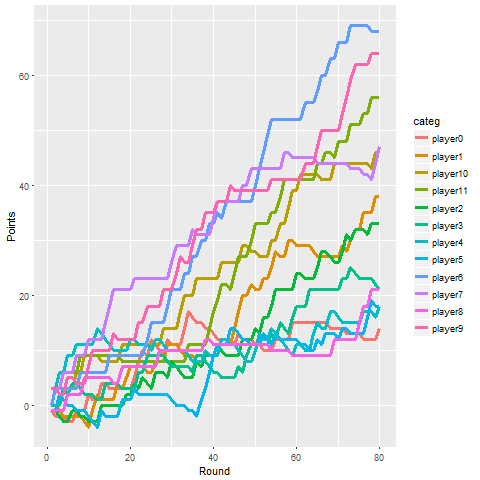 60
40
20
0
0
20
40
60
80
Round
Points
categ
player0
player1
player10
player11
player2
player3
player4
player5
player6
player7
player8
player9